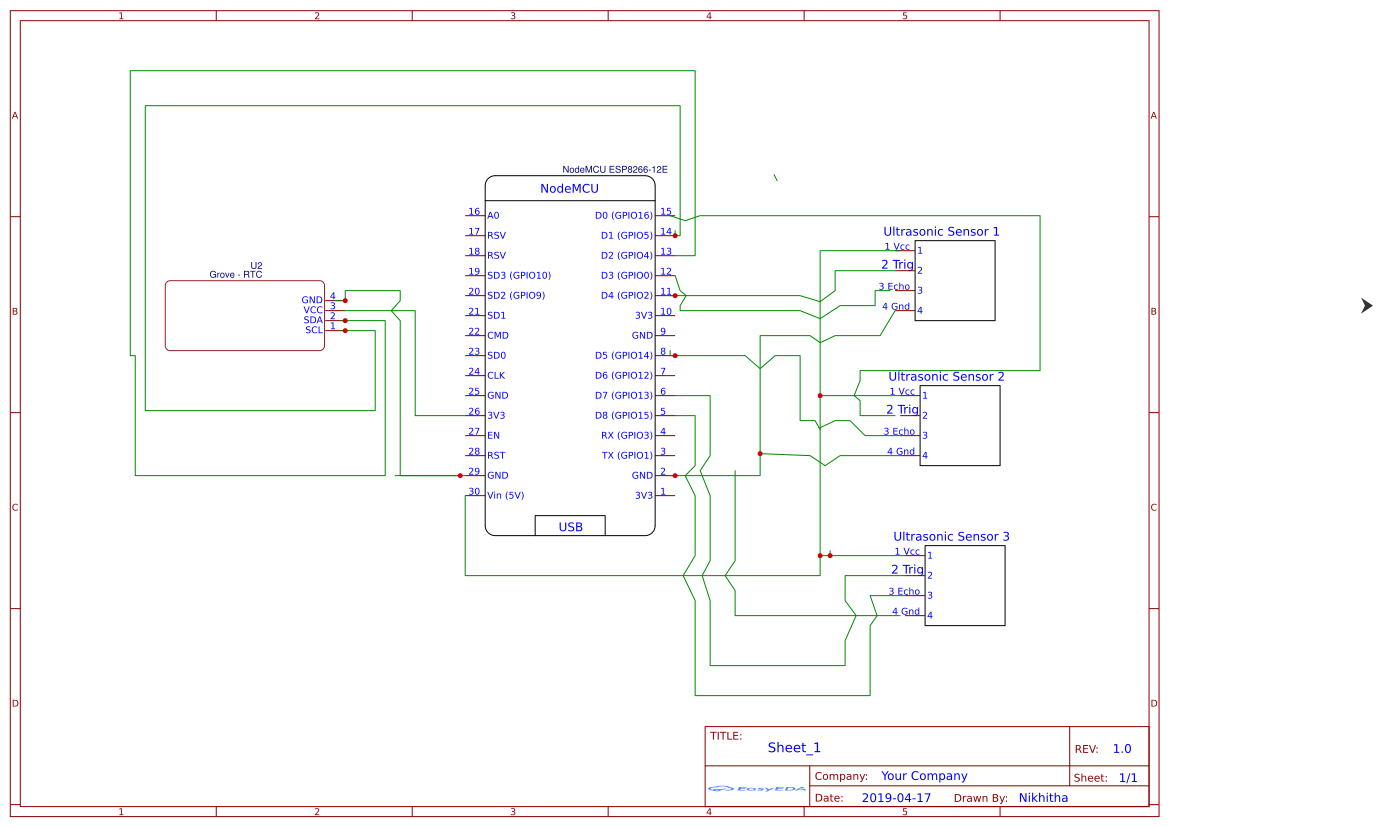 1 2 3 4 5
A A
B B
C C
D D
1 2 3 4 5
U2
Grove - RTC
GND 4
VCC 3
SDA 2
SCL 1
NodeMCU ESP8266-12E
NodeMCU
16 A0 D0 (GPIO16) 15
17 RSV D1 (GPIO5) 14
18 RSV D2 (GPIO4) 13
19 SD3 (GPIO10) D3 (GPIO0) 12
20 SD2 (GPIO9) D4 (GPIO2) 11
21 SD1 3V3 10
22 CMD GND 9
23 SD0 D5 (GPIO14) 8
24 CLK D6 (GPIO12) 7
25 GND D7 (GPIO13) 6
26 3V3 D8 (GPIO15) 5
27 EN RX (GPIO3) 4
28 RST TX (GPIO1) 3
29 GND GND 2
30 Vin (5V) 3V3 1
USB
Ultrasonic Sensor 1
1 Vcc 1
2 Trig 2
3 Echo 3
4 Gnd 4
Ultrasonic Sensor 2
1 Vcc 1
2 Trig 2
3 Echo 3
4 Gnd 4
Ultrasonic Sensor 3
1 Vcc 1
2 Trig 2
3 Echo 3
4 Gnd 4
TITLE:
Sheet_1
REV: 1.0
Company: Your Company
Sheet: 1/1
EasyEDA
Date: 2019-04-17 Drawn By: Nikhitha